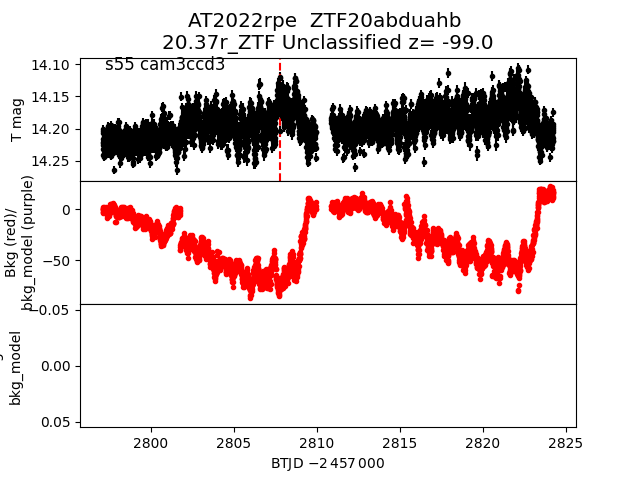 AT2022rpe ZTF20abduahb
20.37r_ZTF Unclassified z= -99.0
s55 cam3ccd3
14.10
14.15
14.20
14.25
T mag
0
−50
Bkg (red)/
bkg_model (purple)
−0.05
0.00
0.05
bkg_model
2800
2805
2810
2815
2820
2825
BTJD −2 457 000